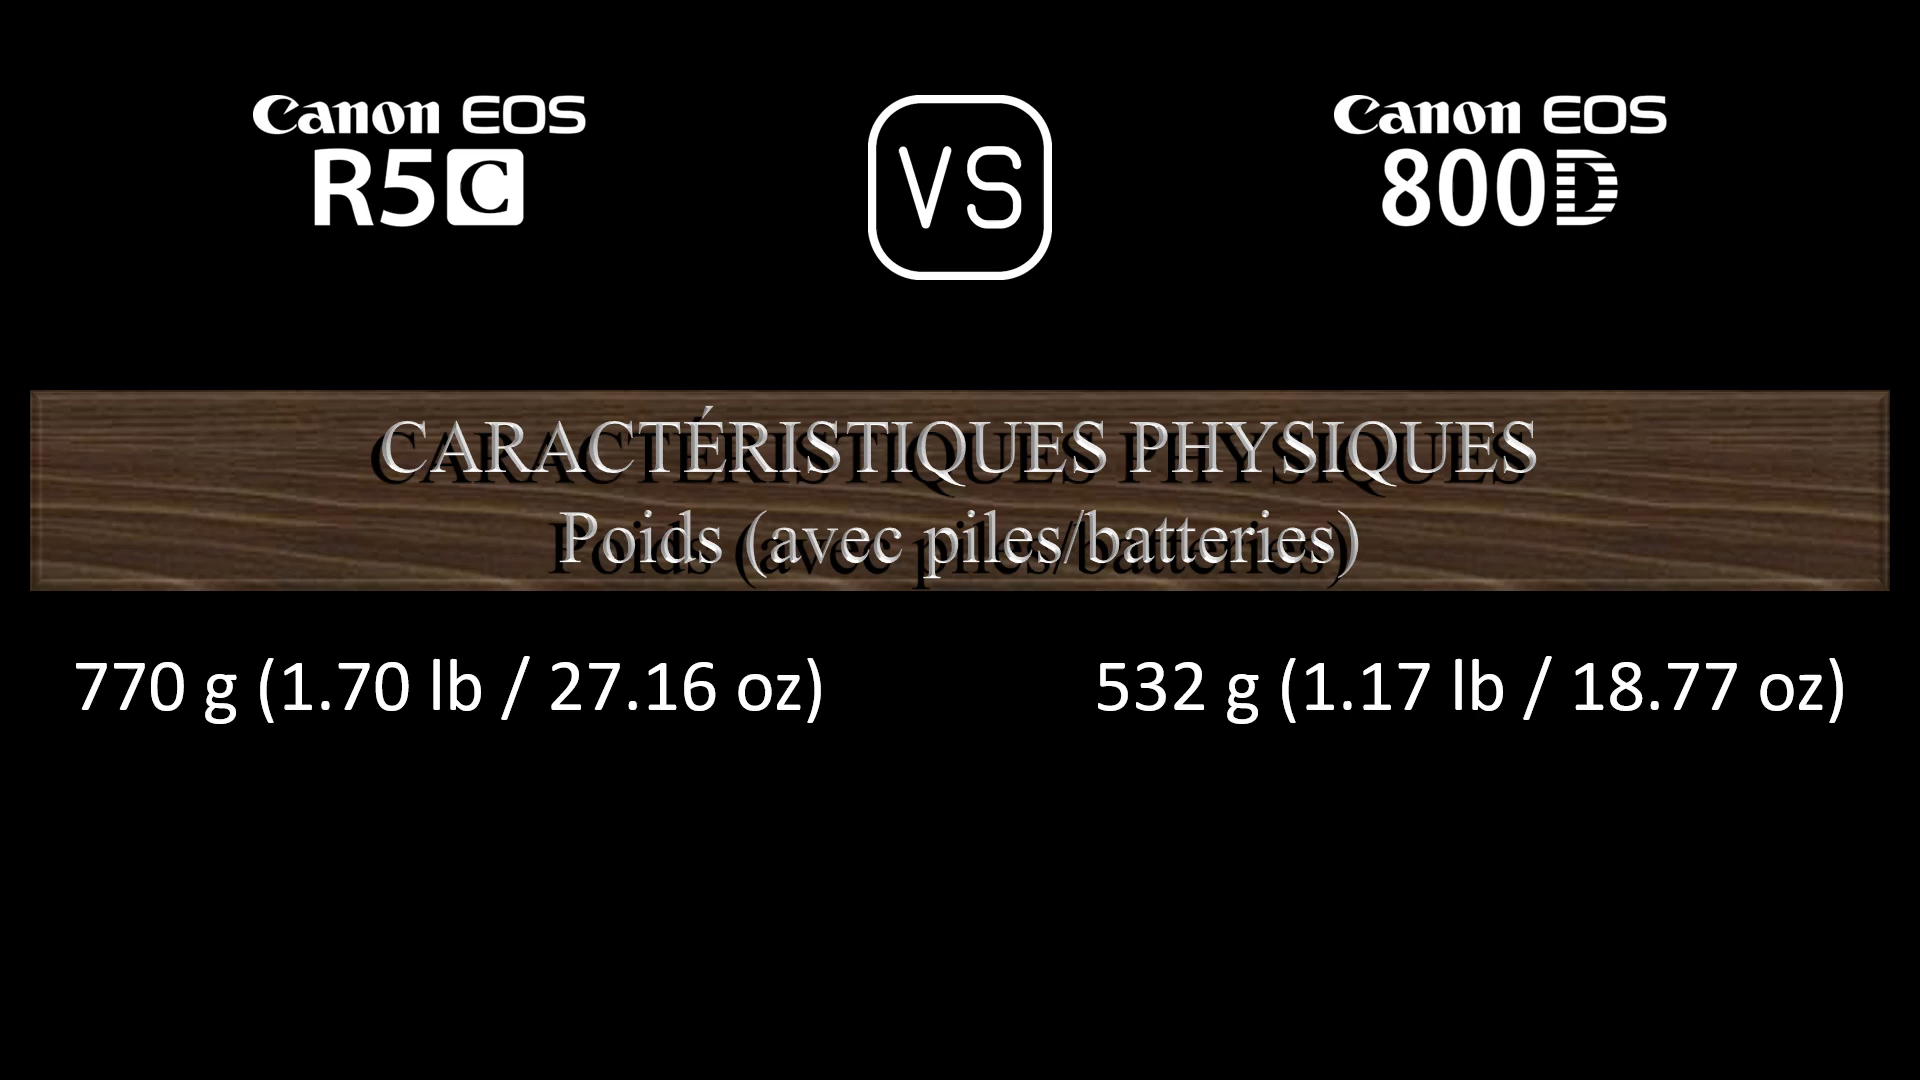 Canon EOS
R5 C
VS
Canon EOS
800D
CARACTÉRISTIQUES PHYSIQUES
Poids (avec piles/batteries)
770 g (1.70 lb / 27.16 oz)
532 g (1.17 lb / 18.77 oz)